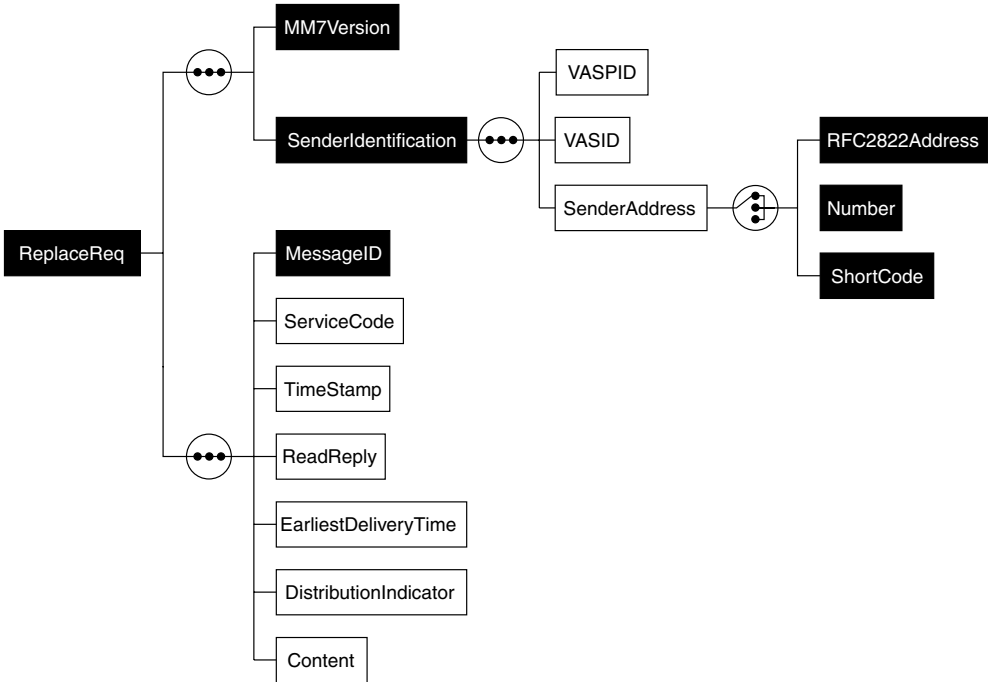 MM7Version
VASPID
SenderIdentification
VASID
RFC2822Address
SenderAddress
Number
ReplaceReq
MessageID
ShortCode
ServiceCode
TimeStamp
ReadReply
EarliestDeliveryTime
DistributionIndicator
Content